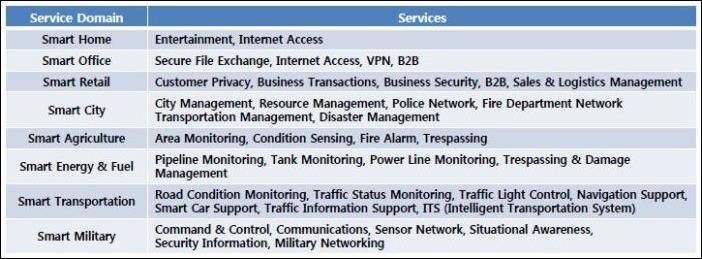 Service Domain Services
Smart Home Entertainment, Internet Access
Smart Office Secure File Exchange, Internet Access, VPN, B2B
Smart Retail Customer Privacy, Business Transactions, Business Security, B2B, Sales & Logistics Management
Smart City City Management, Resource Management, Police Network, Fire Department Network
Transportation Management, Disaster Management
Smart Agriculture Area Monitoring, Condition Sensing, Fire Alarm, Trespassing
Smart Energy & Fuel Pipeline Monitoring, Tank Monitoring, Power Line Monitoring, Trespassing & Damage
Management
Smart Transportation Road Condition Monitoring, Traffic Status Monitoring, Traffic Light Control, Navigation Support,
Smart Car Support, Traffic Information Support, ITS (Intelligent Transportation System)
Smart Military Command & Control, Communications, Sensor Network, Situational Awareness,
Security Information, Military Networking